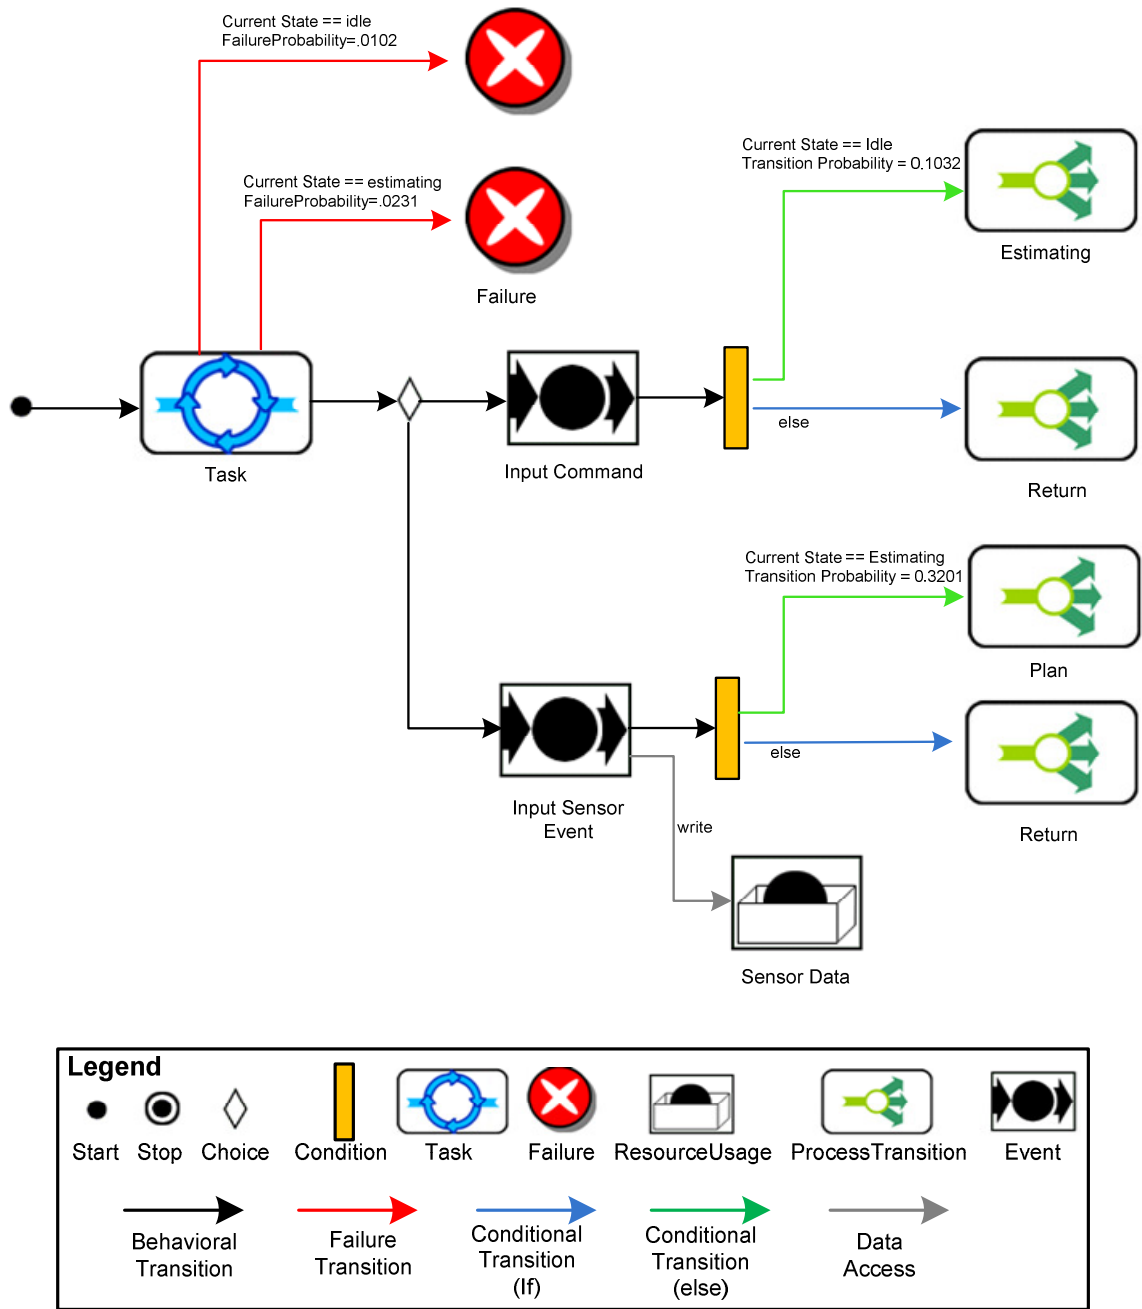 Current State == idle
FailureProbability=.0102
Current State == Idle
Transition Probability = 0.1032
Current State == estimating
FailureProbability=.0231
Estimating
Failure
else
Task
Input Command
Return
Current State == Estimating
Transition Probability = 0.3201
Plan
else
Input Sensor
Event
write
Return
Sensor Data
Legend
Start
Stop
Choice
Condition
Task
Failure
ResourceUsage
ProcessTransition
Event
Behavioral
Transition
Failure
Transition
Conditional
Transition
(If)
Conditional
Transition
(else)
Data
Access